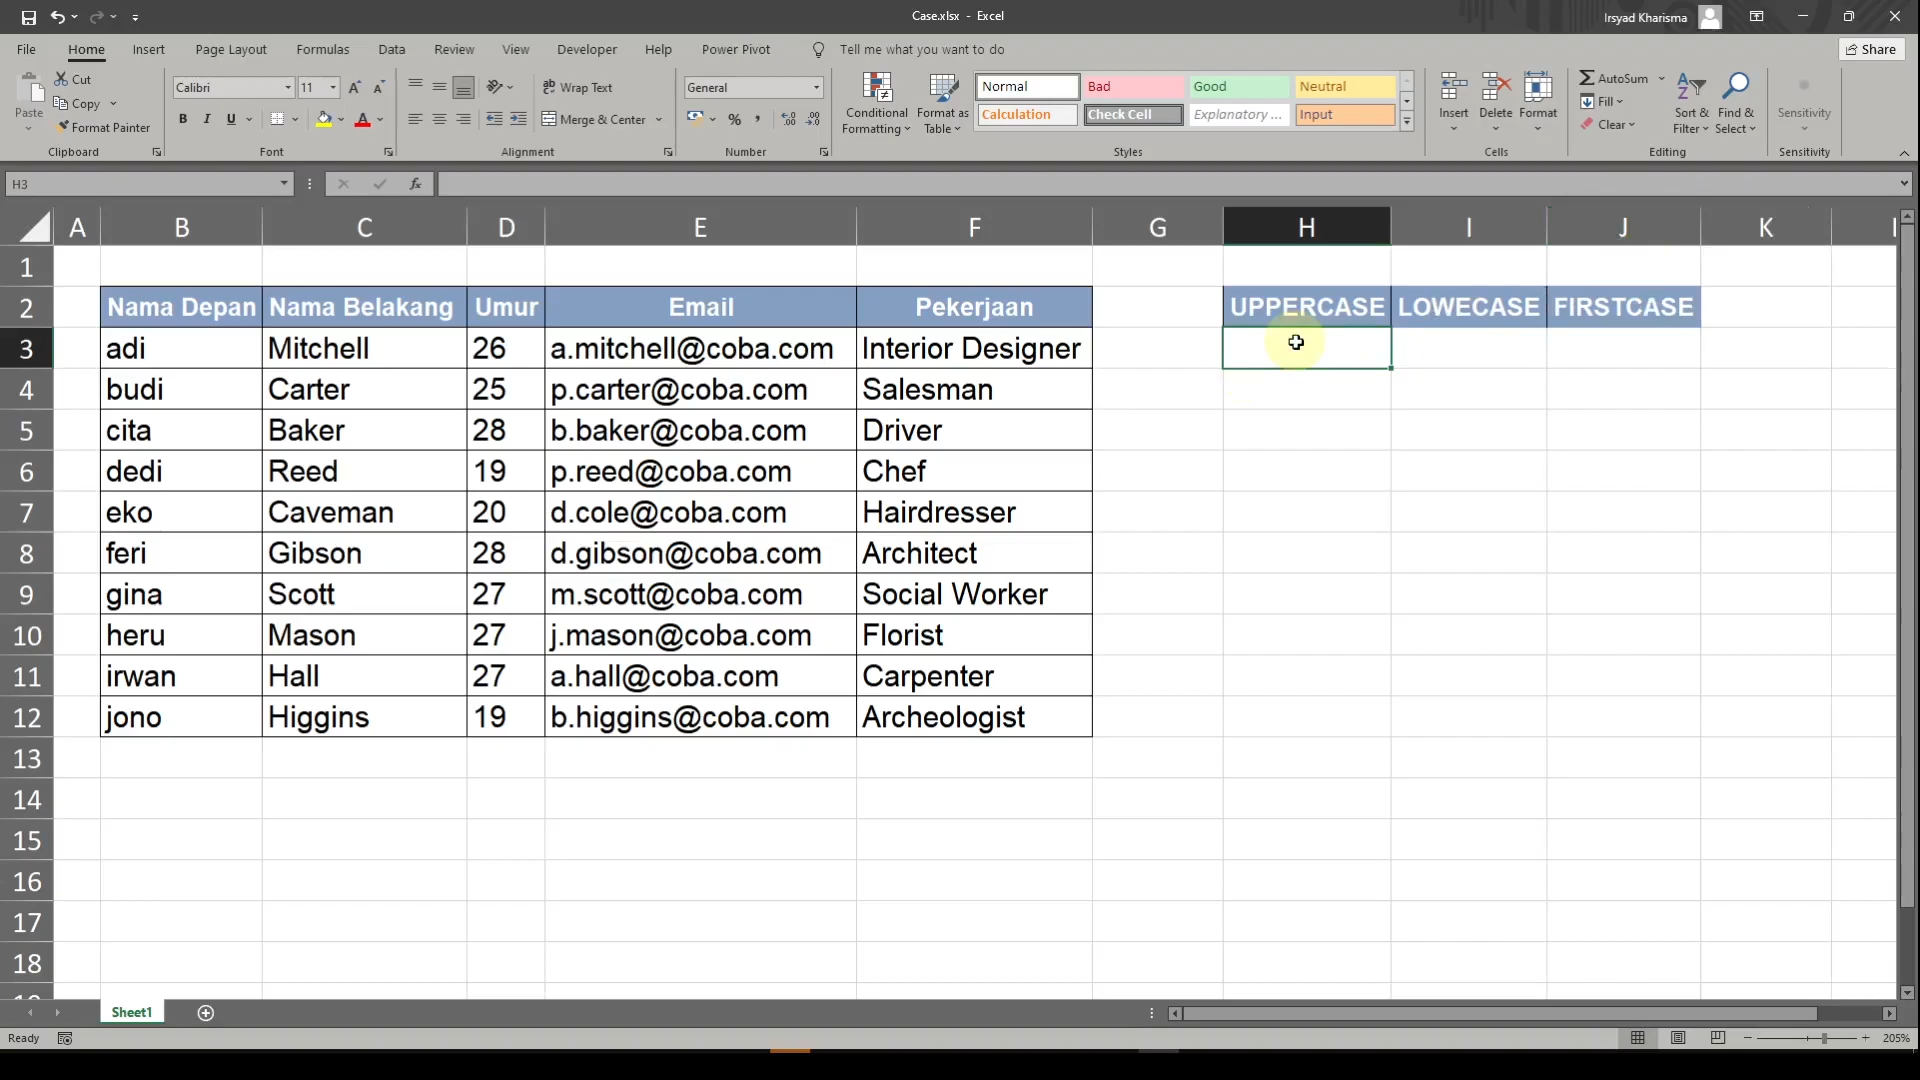 Case.xlsx - Excel
Irsyad Kharisma
File Home Insert Page Layout Formulas Data Review View Developer Help Power Pivot Tell me what you want to do Share
Paste
Cut
Copy
Format Painter
Clipboard
Calibri 11
B I U
Font
Wrap Text
Merge & Center
Alignment
General
Number
Conditional Formatting
Format as Table
Normal Bad Good Neutral
Calculation Check Cell Explanatory ... Input
Styles
Insert Delete Format
Cells
AutoSum
Fill
Clear
Sort & Filter
Find & Select
Editing
Sensitivity
Sensitivity
H3
fx
A B C D E F G H I J K
1
2 Nama Depan Nama Belakang Umur Email Pekerjaan UPPERCASE LOWECASE FIRSTCASE
3 adi Mitchell 26 a.mitchell@coba.com Interior Designer
4 budi Carter 25 p.carter@coba.com Salesman
5 cita Baker 28 b.baker@coba.com Driver
6 dedi Reed 19 p.reed@coba.com Chef
7 eko Caveman 20 d.cole@coba.com Hairdresser
8 feri Gibson 28 d.gibson@coba.com Architect
9 gina Scott 27 m.scott@coba.com Social Worker
10 heru Mason 27 j.mason@coba.com Florist
11 irwan Hall 27 a.hall@coba.com Carpenter
12 jono Higgins 19 b.higgins@coba.com Archeologist
13
14
15
16
17
18
Sheet1
Ready
205%